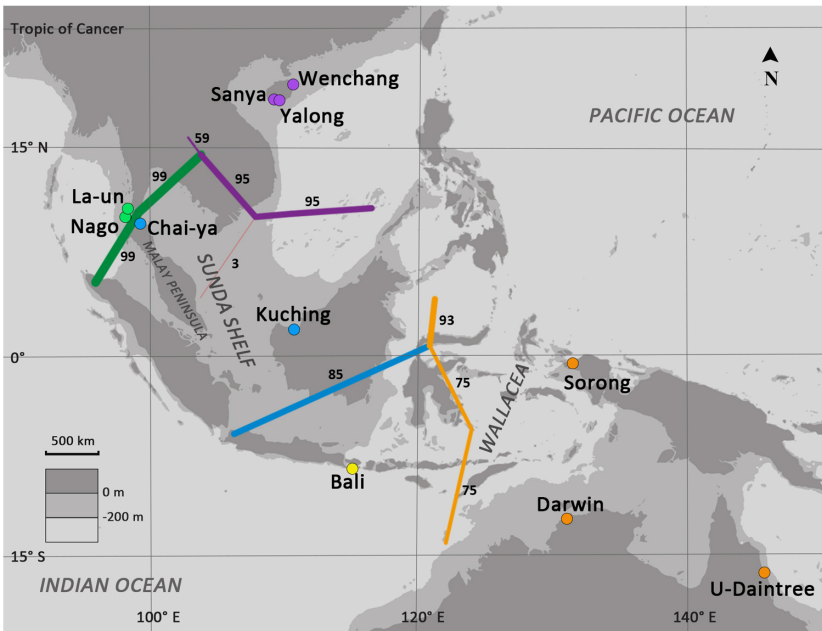 Tropic of Cancer
Wenchang
Sanya
Yalong
N
PACIFIC OCEAN
15° N
59
99
95
95
La-un
Nago
Chai-ya
99
MALAY PENINSULA
SUNDA SHELF
3
Kuching
93
0°
85
75
WALLACEA
Sorong
500 km
0 m
-200 m
Bali
75
Darwin
15° S
INDIAN OCEAN
U-Daintree
100° E
120° E
140° E